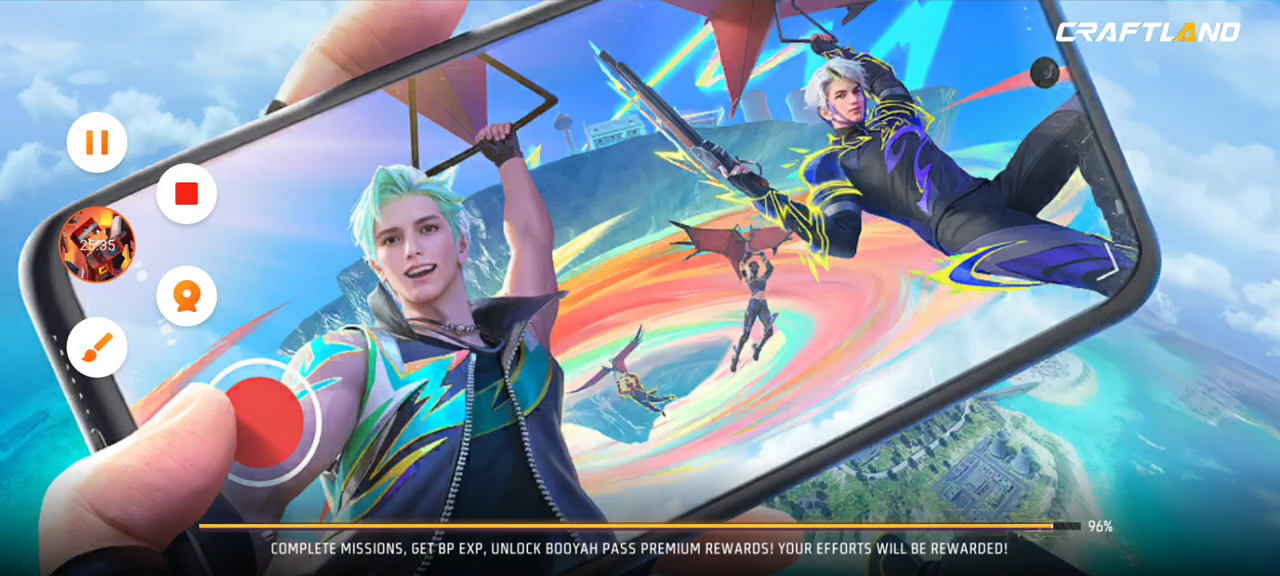 CRAFTLAND
25:35
96%
COMPLETE MISSIONS, GET BP EXP, UNLOCK BOOYAH PASS PREMIUM REWARDS! YOUR EFFORTS WILL BE REWARDED!